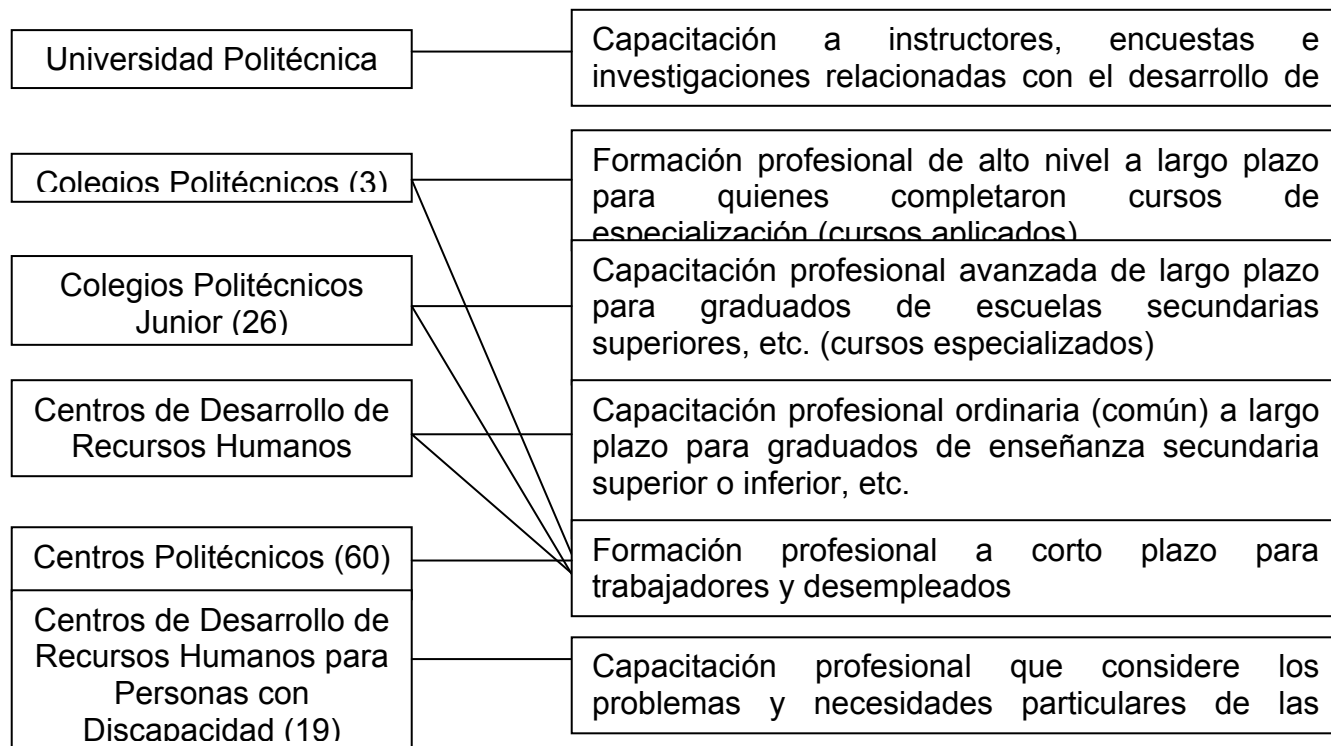 Universidad Politécnica
Capacitación a instructores, encuestas e
investigaciones relacionadas con el desarrollo de
Colegios Politécnicos (3)
Formación profesional de alto nivel a largo plazo
para quienes completaron cursos de
especialización (cursos aplicados)
Colegios Politécnicos
Junior (26)
Capacitación profesional avanzada de largo plazo
para graduados de escuelas secundarias
superiores, etc. (cursos especializados)
Centros de Desarrollo de
Recursos Humanos
Capacitación profesional ordinaria (común) a largo
plazo para graduados de enseñanza secundaria
superior o inferior, etc.
Centros Politécnicos (60)
Formación profesional a corto plazo para
trabajadores y desempleados
Centros de Desarrollo de
Recursos Humanos para
Personas con
Discapacidad (19)
Capacitación profesional que considere los
problemas y necesidades particulares de las